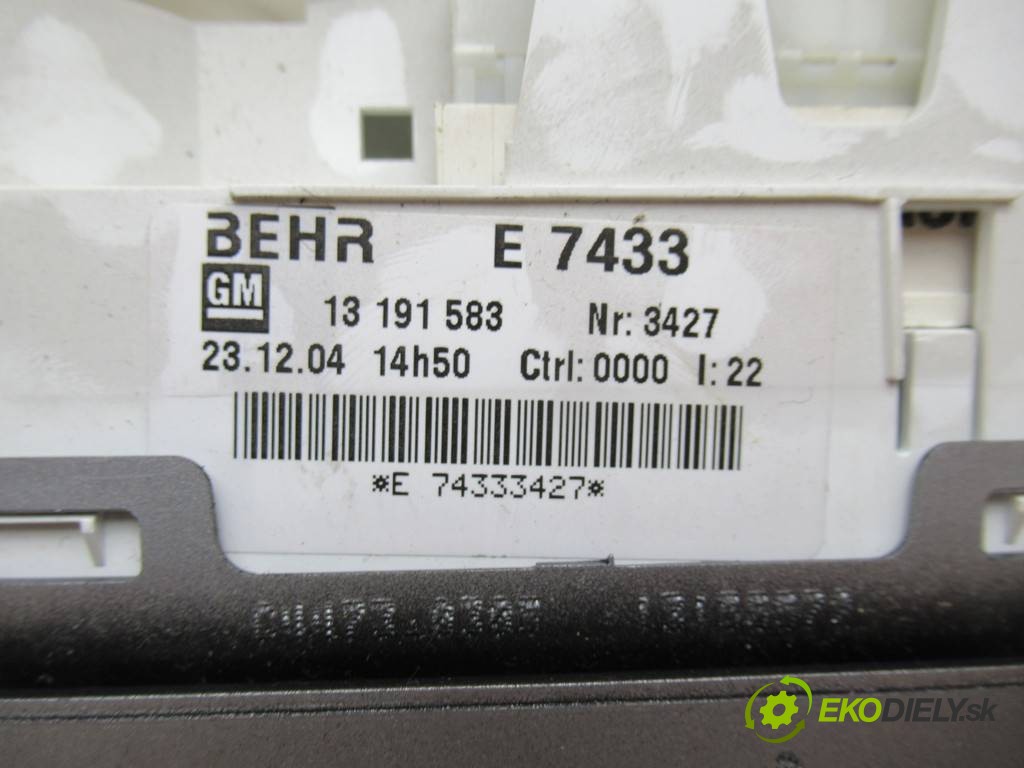 BEHR E 7433
GM 13 191 583 Nr: 3427
23.12.04 14h50 Ctrl: 0000 I: 22
*E 74333427*
EKODIELY.sk